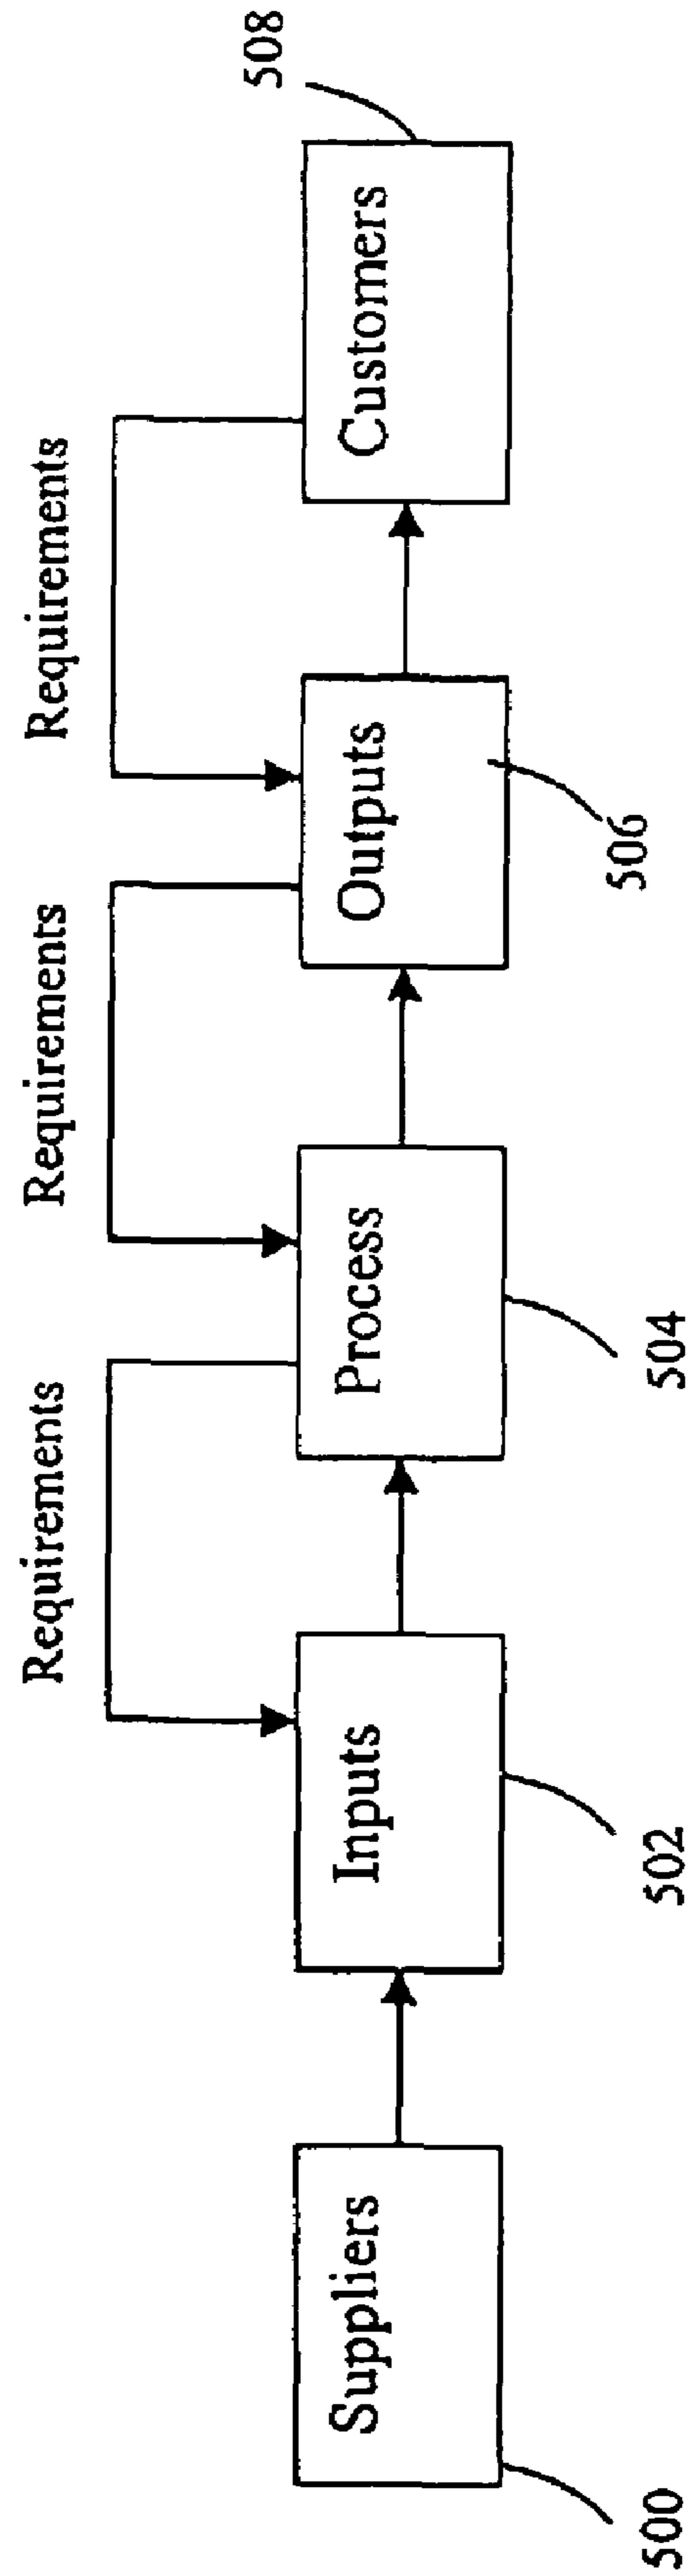 Requirements
Requirements
Requirements
Suppliers
Inputs
Process
Outputs
Customers
500
502
504
506
508